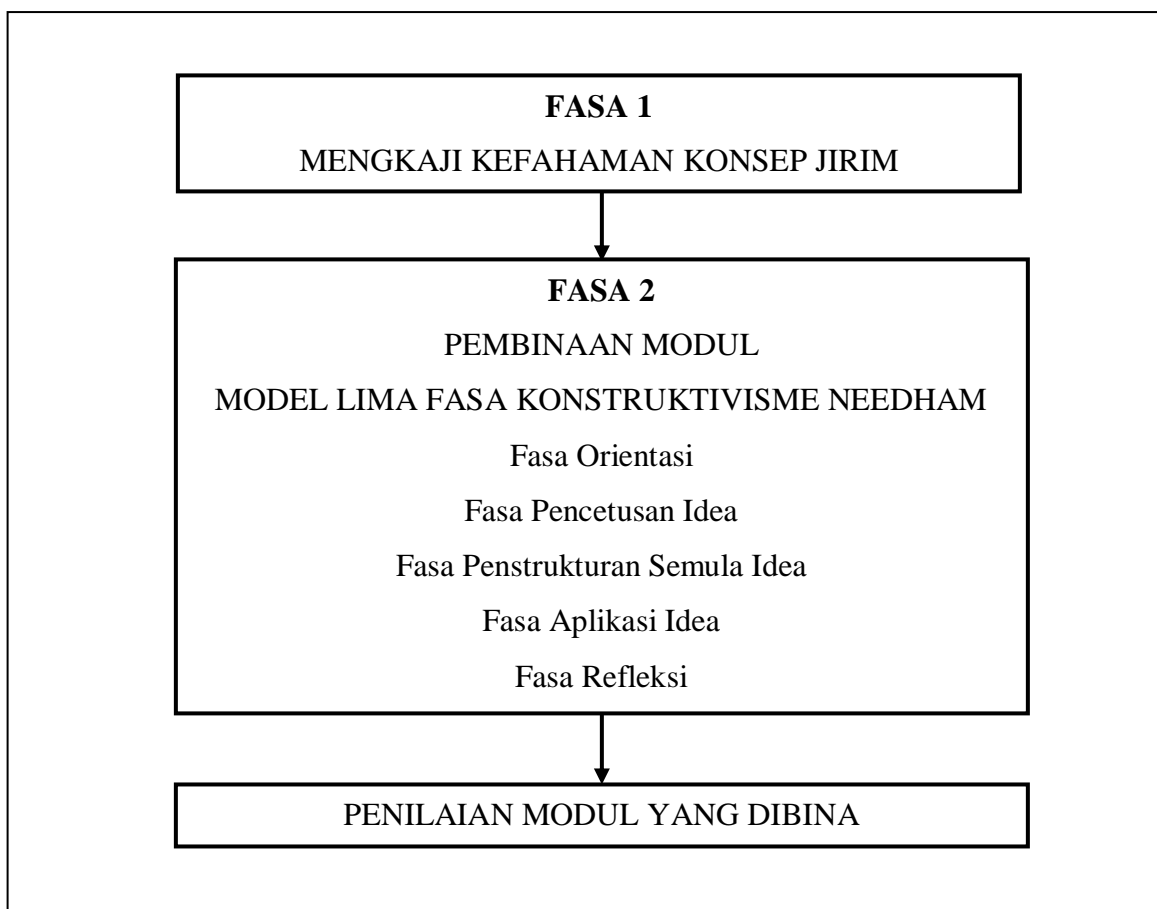 FASA 1
MENGKAJI KEFAHAMAN KONSEP JIRIM
FASA 2
PEMBINAAN MODUL
MODEL LIMA FASA KONSTRUKTIVISME NEEDHAM
Fasa Orientasi
Fasa Pencetusan Idea
Fasa Penstrukturan Semula Idea
Fasa Aplikasi Idea
Fasa Refleksi
PENILAIAN MODUL YANG DIBINA